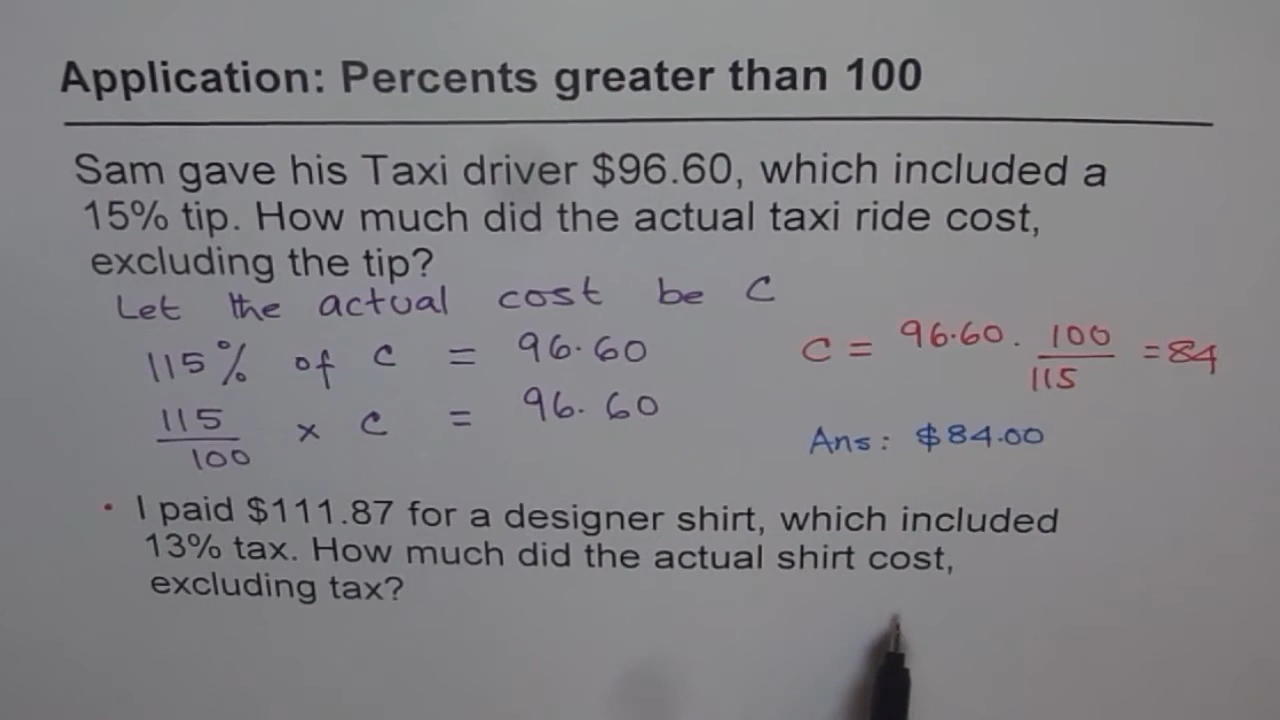 Application: Percents greater than 100
Sam gave his Taxi driver $96.60, which included a
15% tip. How much did the actual taxi ride cost,
excluding the tip?
Let the actual cost be C
115% of C = 96.60
115/100 × C = 96.60
C = 96.60 . 100/115 = 84
Ans: $84.00
• I paid $111.87 for a designer shirt, which included
13% tax. How much did the actual shirt cost,
excluding tax?